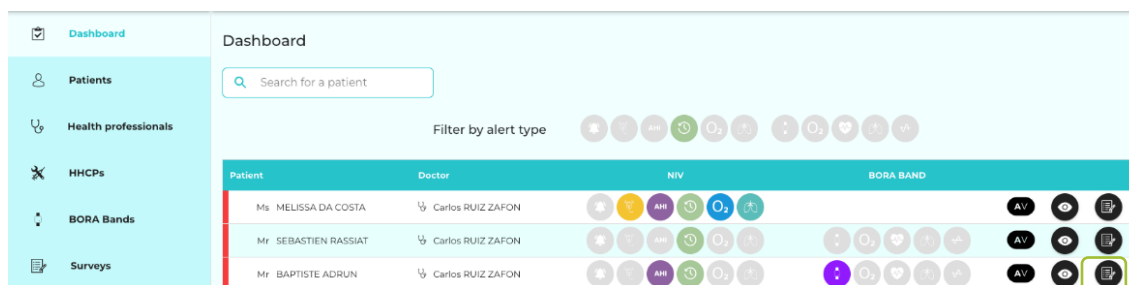 Dashboard
Patients
Health professionals
HHCPs
BORA Bands
Surveys
Dashboard
Search for a patient
Filter by alert type AHI O₂ O₂
Patient Doctor NIV BORA BAND
Ms MELISSA DA COSTA Carlos RUIZ ZAFON AHI O₂ AV
Mr SEBASTIEN RASSIAT Carlos RUIZ ZAFON AHI O₂ O₂ AV
Mr BAPTISTE ADRUN Carlos RUIZ ZAFON AHI O₂ O₂ AV